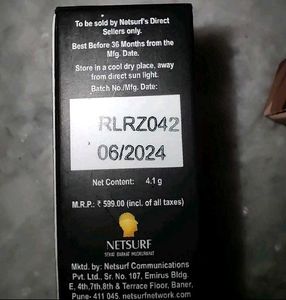 To be sold by Netsurf's Direct
Sellers only.
Best Before 36 Months from the
Mfg. Date.
Store in a cool dry place, away
from direct sun light.
Batch No./Mfg. Date:
RLRZ042
06/2024
Net Content: 4.1 g
M.R.P.: ₹ 599.00 (incl. of all taxes)
NETSURF
Mktd. by: Netsurf Communications
Pvt. Ltd., Sr. No. 107, Emirus Bldg.
E, 4th,7th,8th & Terrace Floor, Baner,
Pune- 411 045. netsurfnetwork.com